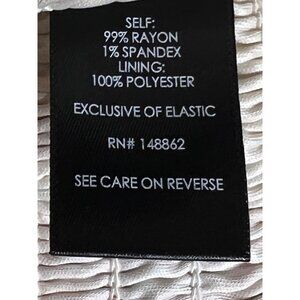 SELF:
99% RAYON
1% SPANDEX
LINING:
100% POLYESTER
EXCLUSIVE OF ELASTIC
RN# 148862
SEE CARE ON REVERSE